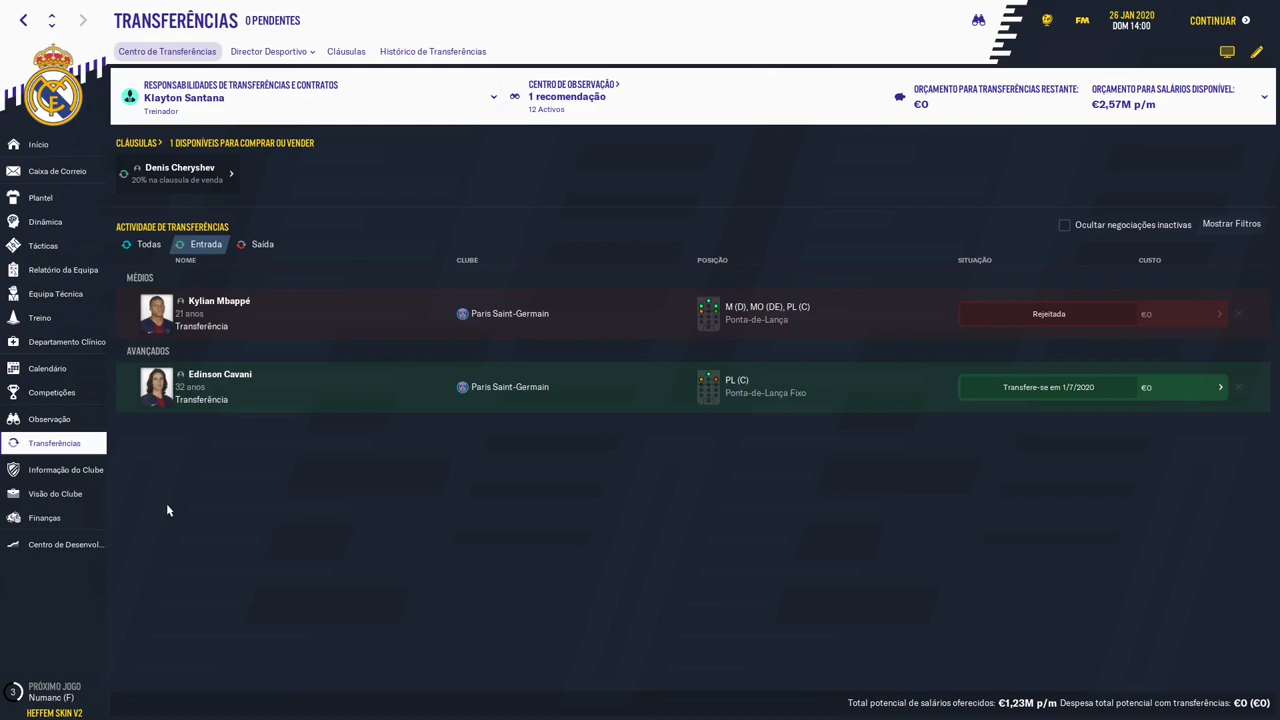 TRANSFERÊNCIAS 0 PENDENTES
FM
26 JAN 2020
DOM 14:00
CONTINUAR
Centro de Transferências Director Desportivo Cláusulas Histórico de Transferências
RESPONSABILIDADES DE TRANSFERÊNCIAS E CONTRATOS
Klayton Santana
Treinador
CENTRO DE OBSERVAÇÃO >
1 recomendação
12 Activos
ORÇAMENTO PARA TRANSFERÊNCIAS RESTANTE:
€0
ORÇAMENTO PARA SALÁRIOS DISPONÍVEL:
€2,57M p/m
Início
Caixa de Correio
Plantel
Dinâmica
Tácticas
Relatório da Equipa
Equipa Técnica
Treino
Departamento Clínico
Calendário
Competições
Observação
Transferências
Informação do Clube
Visão do Clube
Finanças
Centro de Desenvol...
3
PRÓXIMO JOGO
Numanc (F)
HEFFEM SKIN V2
CLÁUSULAS > 1 DISPONÍVEIS PARA COMPRAR OU VENDER
Denis Cheryshev
20% na clausula de venda
ACTIVIDADE DE TRANSFERÊNCIAS
Ocultar negociações inactivas Mostrar Filtros
Todas Entrada Saída
NOME CLUBE POSIÇÃO SITUAÇÃO CUSTO
MÉDIOS
Kylian Mbappé
21 anos
Transferência
Paris Saint-Germain
M (D), MO (DE), PL (C)
Ponta-de-Lança
Rejeitada €0
AVANÇADOS
Edinson Cavani
32 anos
Transferência
Paris Saint-Germain
PL (C)
Ponta-de-Lança Fixo
Transfere-se em 1/7/2020 €0
Total potencial de salários oferecidos: €1,23M p/m Despesa total potencial com transferências: €0 (€0)